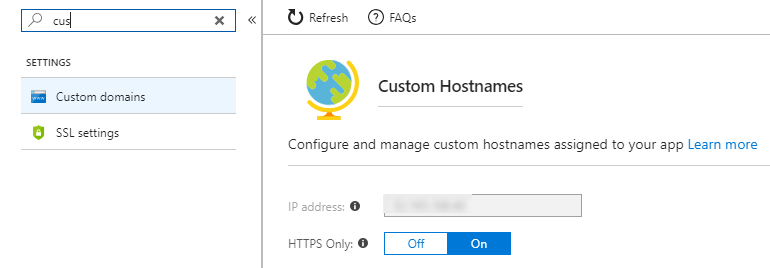 cus
«
Refresh
FAQs
SETTINGS
Custom domains
SSL settings
Custom Hostnames
Configure and manage custom hostnames assigned to your app Learn more
IP address:
HTTPS Only:
Off
On